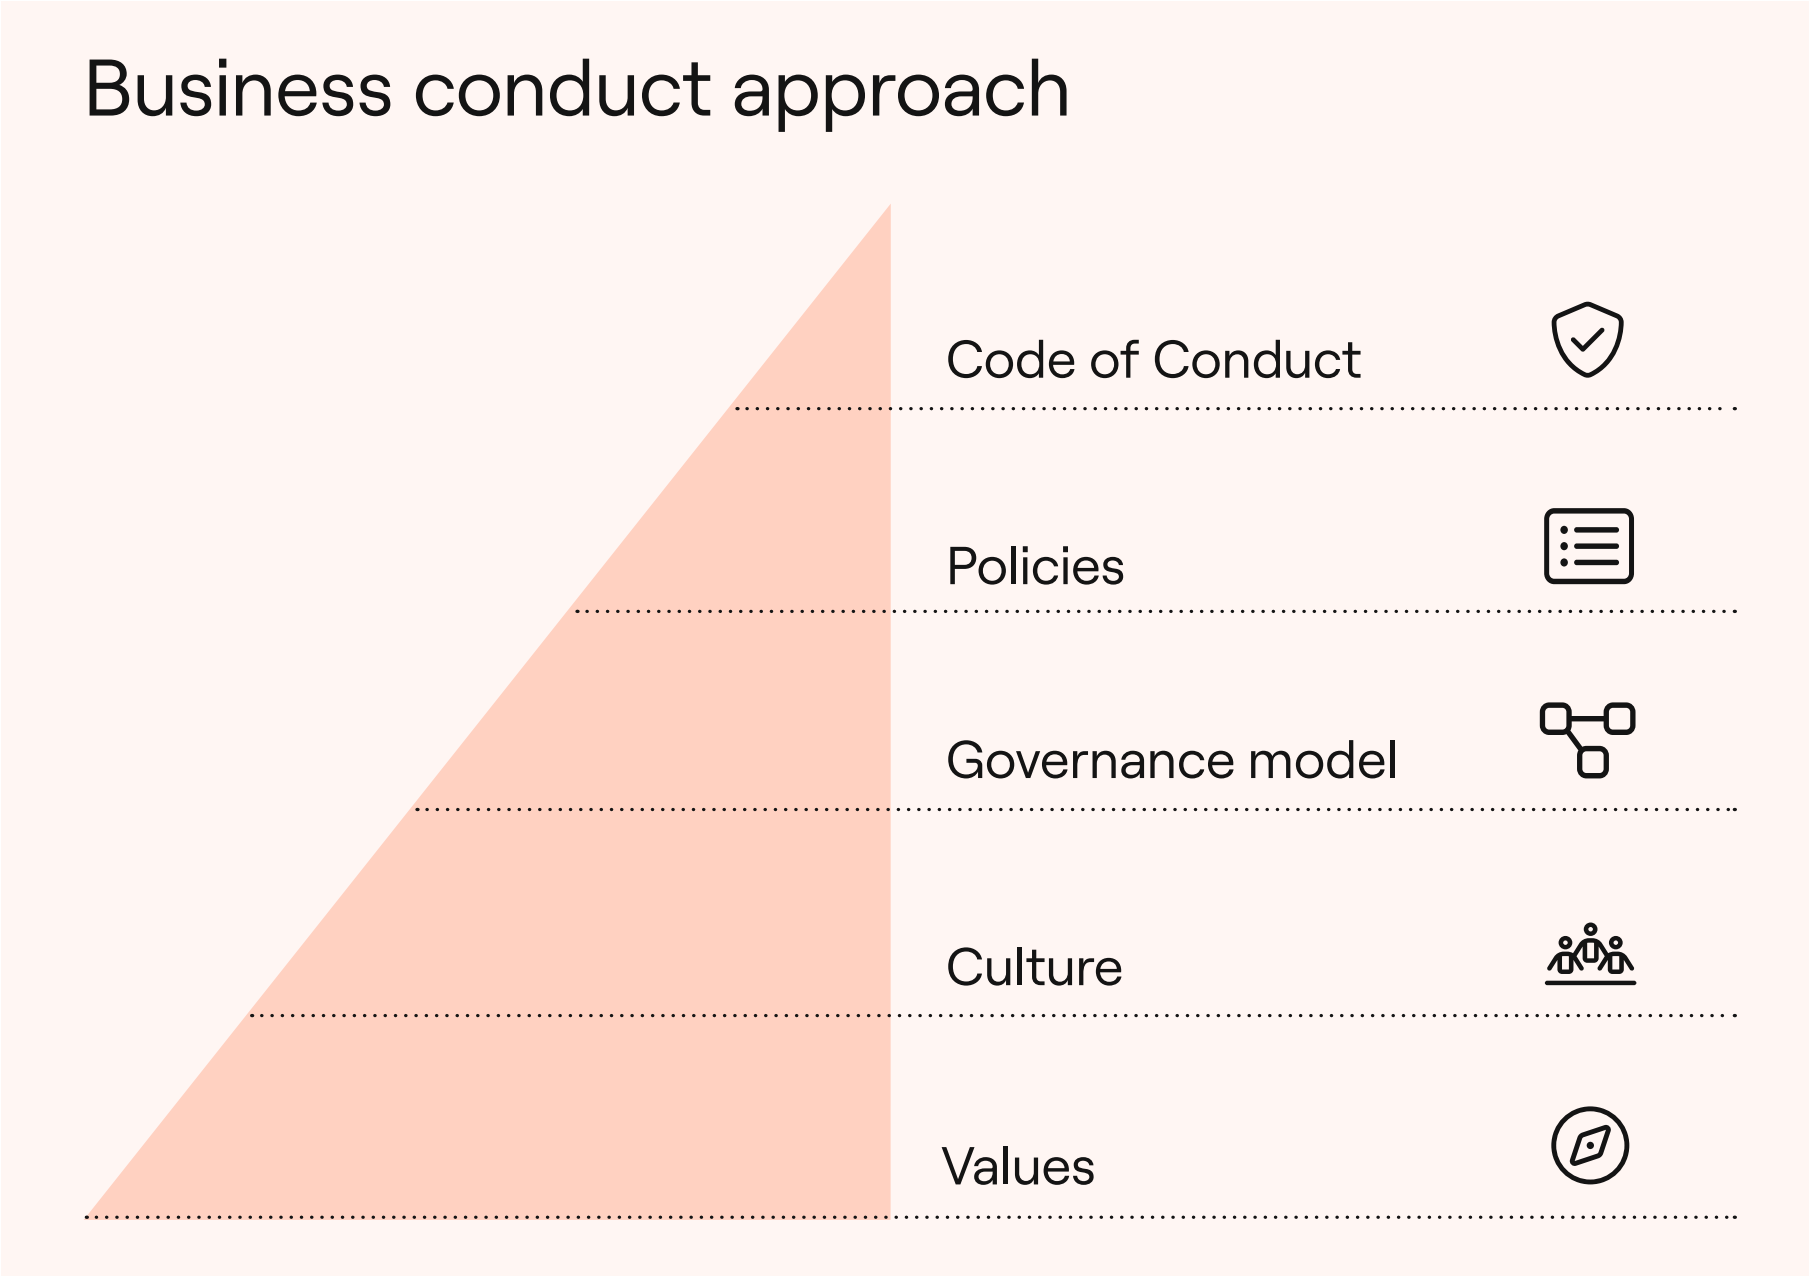 Business conduct approach
Code of Conduct
Policies
Governance model
Culture
Values